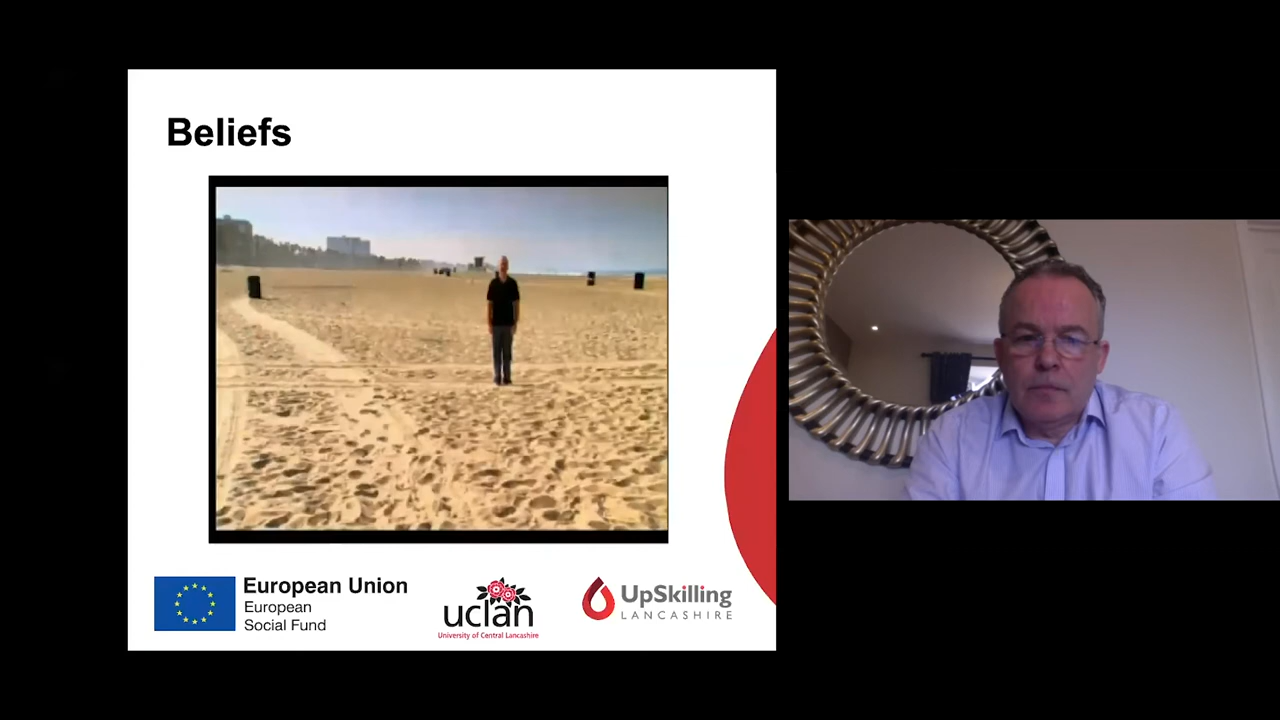 Beliefs
European Union
European
Social Fund
uclan
University of Central Lancashire
UpSkilling
LANCASHIRE